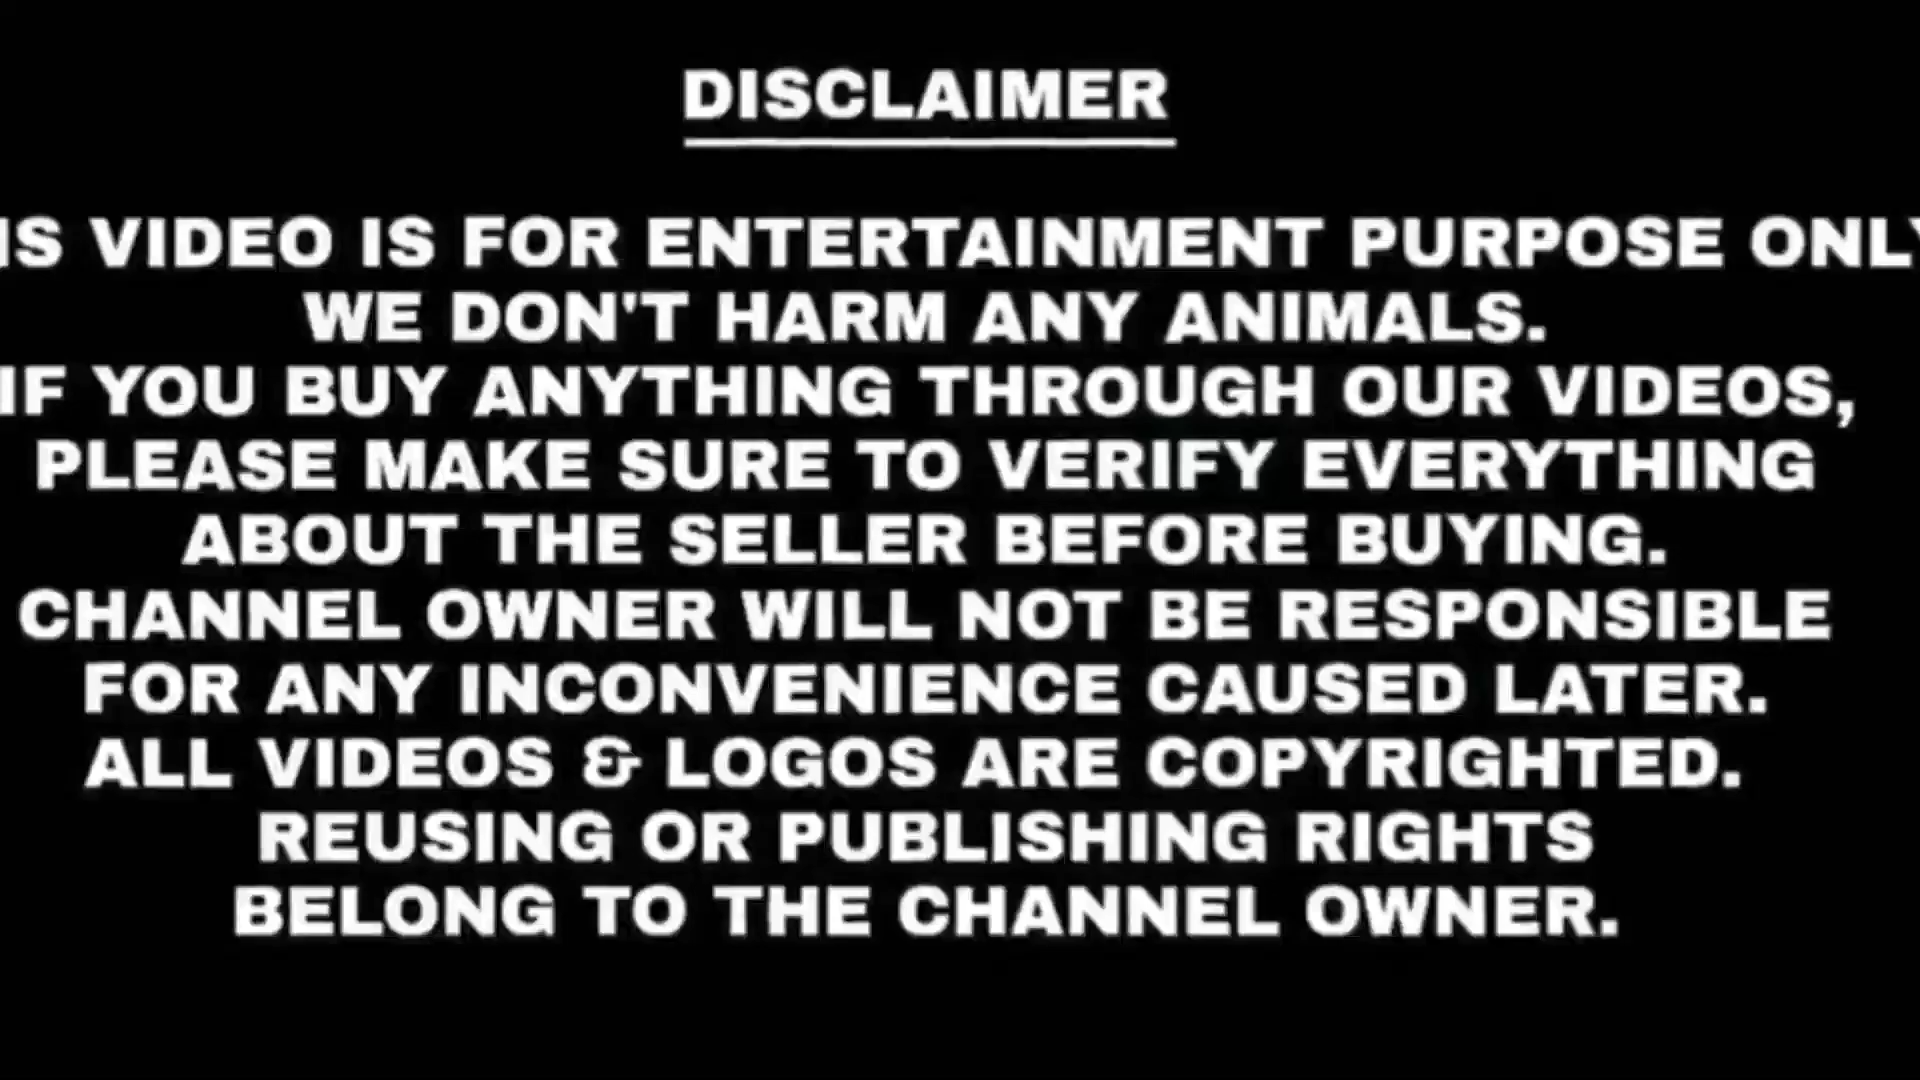 DISCLAIMER
IS VIDEO IS FOR ENTERTAINMENT PURPOSE ONLY
WE DON'T HARM ANY ANIMALS.
IF YOU BUY ANYTHING THROUGH OUR VIDEOS,
PLEASE MAKE SURE TO VERIFY EVERYTHING
ABOUT THE SELLER BEFORE BUYING.
CHANNEL OWNER WILL NOT BE RESPONSIBLE
FOR ANY INCONVENIENCE CAUSED LATER.
ALL VIDEOS & LOGOS ARE COPYRIGHTED.
REUSING OR PUBLISHING RIGHTS
BELONG TO THE CHANNEL OWNER.